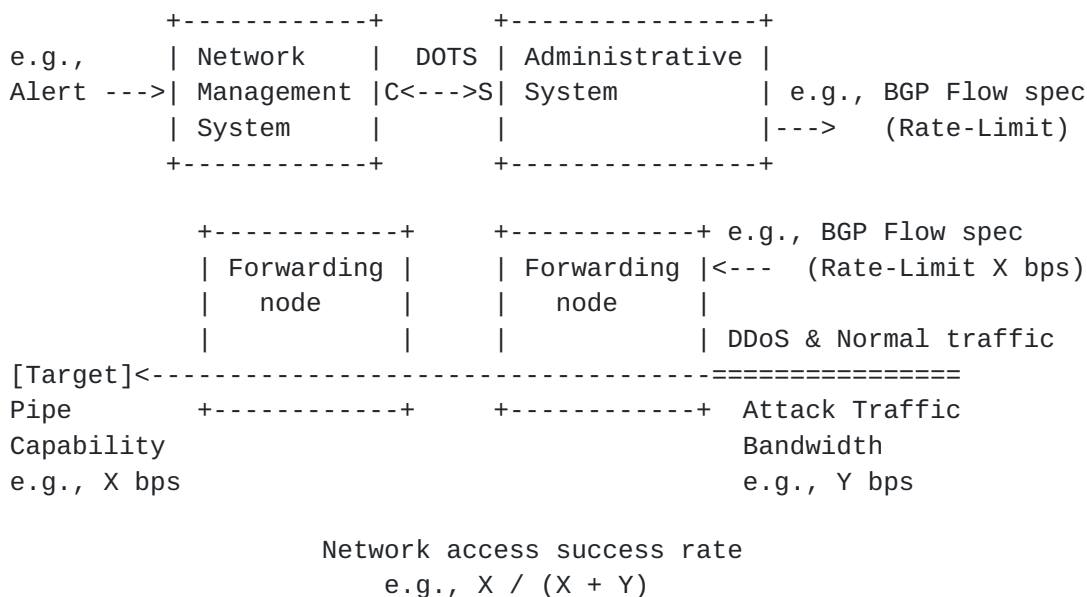 +------------+       +----------------+
e.g.,     | Network    |  DOTS | Administrative |
Alert --->| Management |C<--->S| System         | e.g., BGP Flow spec
          | System     |       |                |--->   (Rate-Limit)
          +------------+       +----------------+
            +------------+     +------------+ e.g., BGP Flow spec
            | Forwarding |     | Forwarding |<---  (Rate-Limit X bps)
            |   node     |     |   node     |
            |            |     |            | DDoS & Normal traffic
[Target]<------------------------------------================
Pipe        +------------+     +------------+  Attack Traffic
Capability                                     Bandwidth
e.g., X bps                                    e.g., Y bps
                    Network access success rate
                        e.g., X / (X + Y)